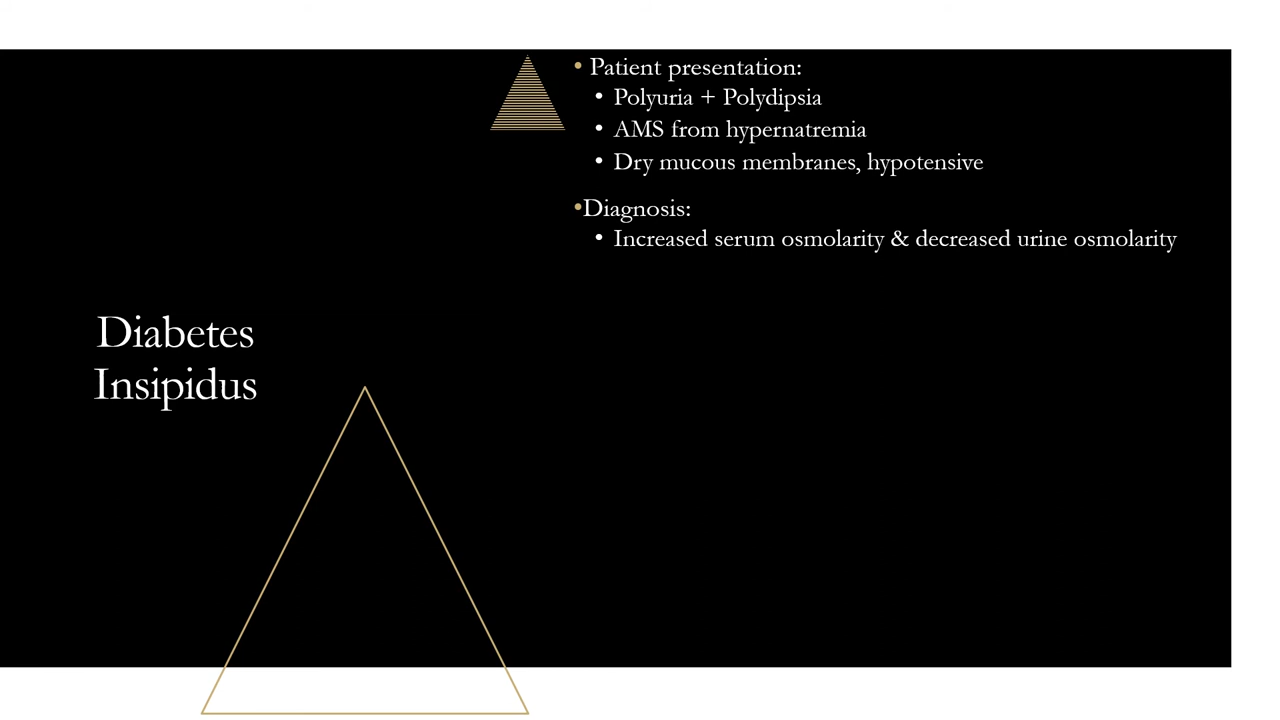 Diabetes
Insipidus
• Patient presentation:
• Polyuria + Polydipsia
• AMS from hypernatremia
• Dry mucous membranes, hypotensive
•Diagnosis:
• Increased serum osmolarity & decreased urine osmolarity